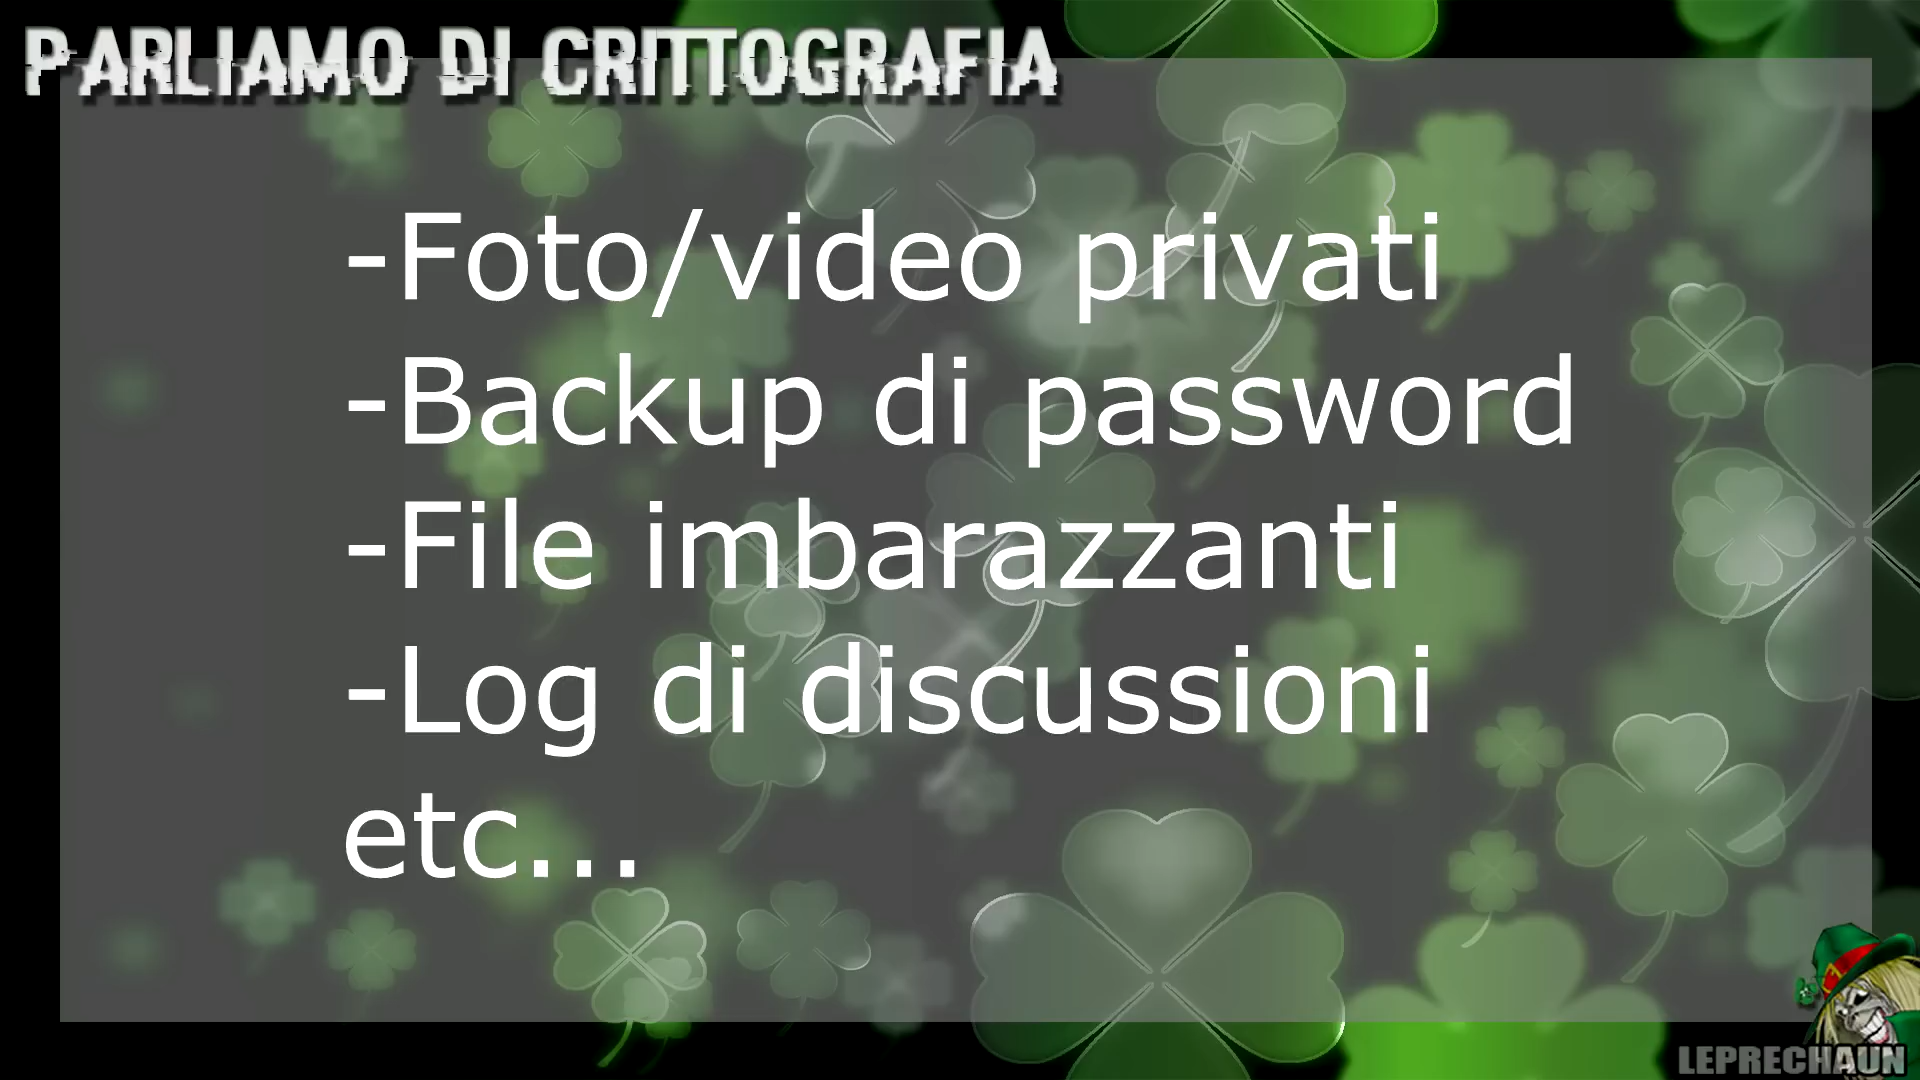 PARLIAMO DI CRITTOGRAFIA
-Foto/video privati
-Backup di password
-File imbarazzanti
-Log di discussioni
etc...
LEPRECHAUN